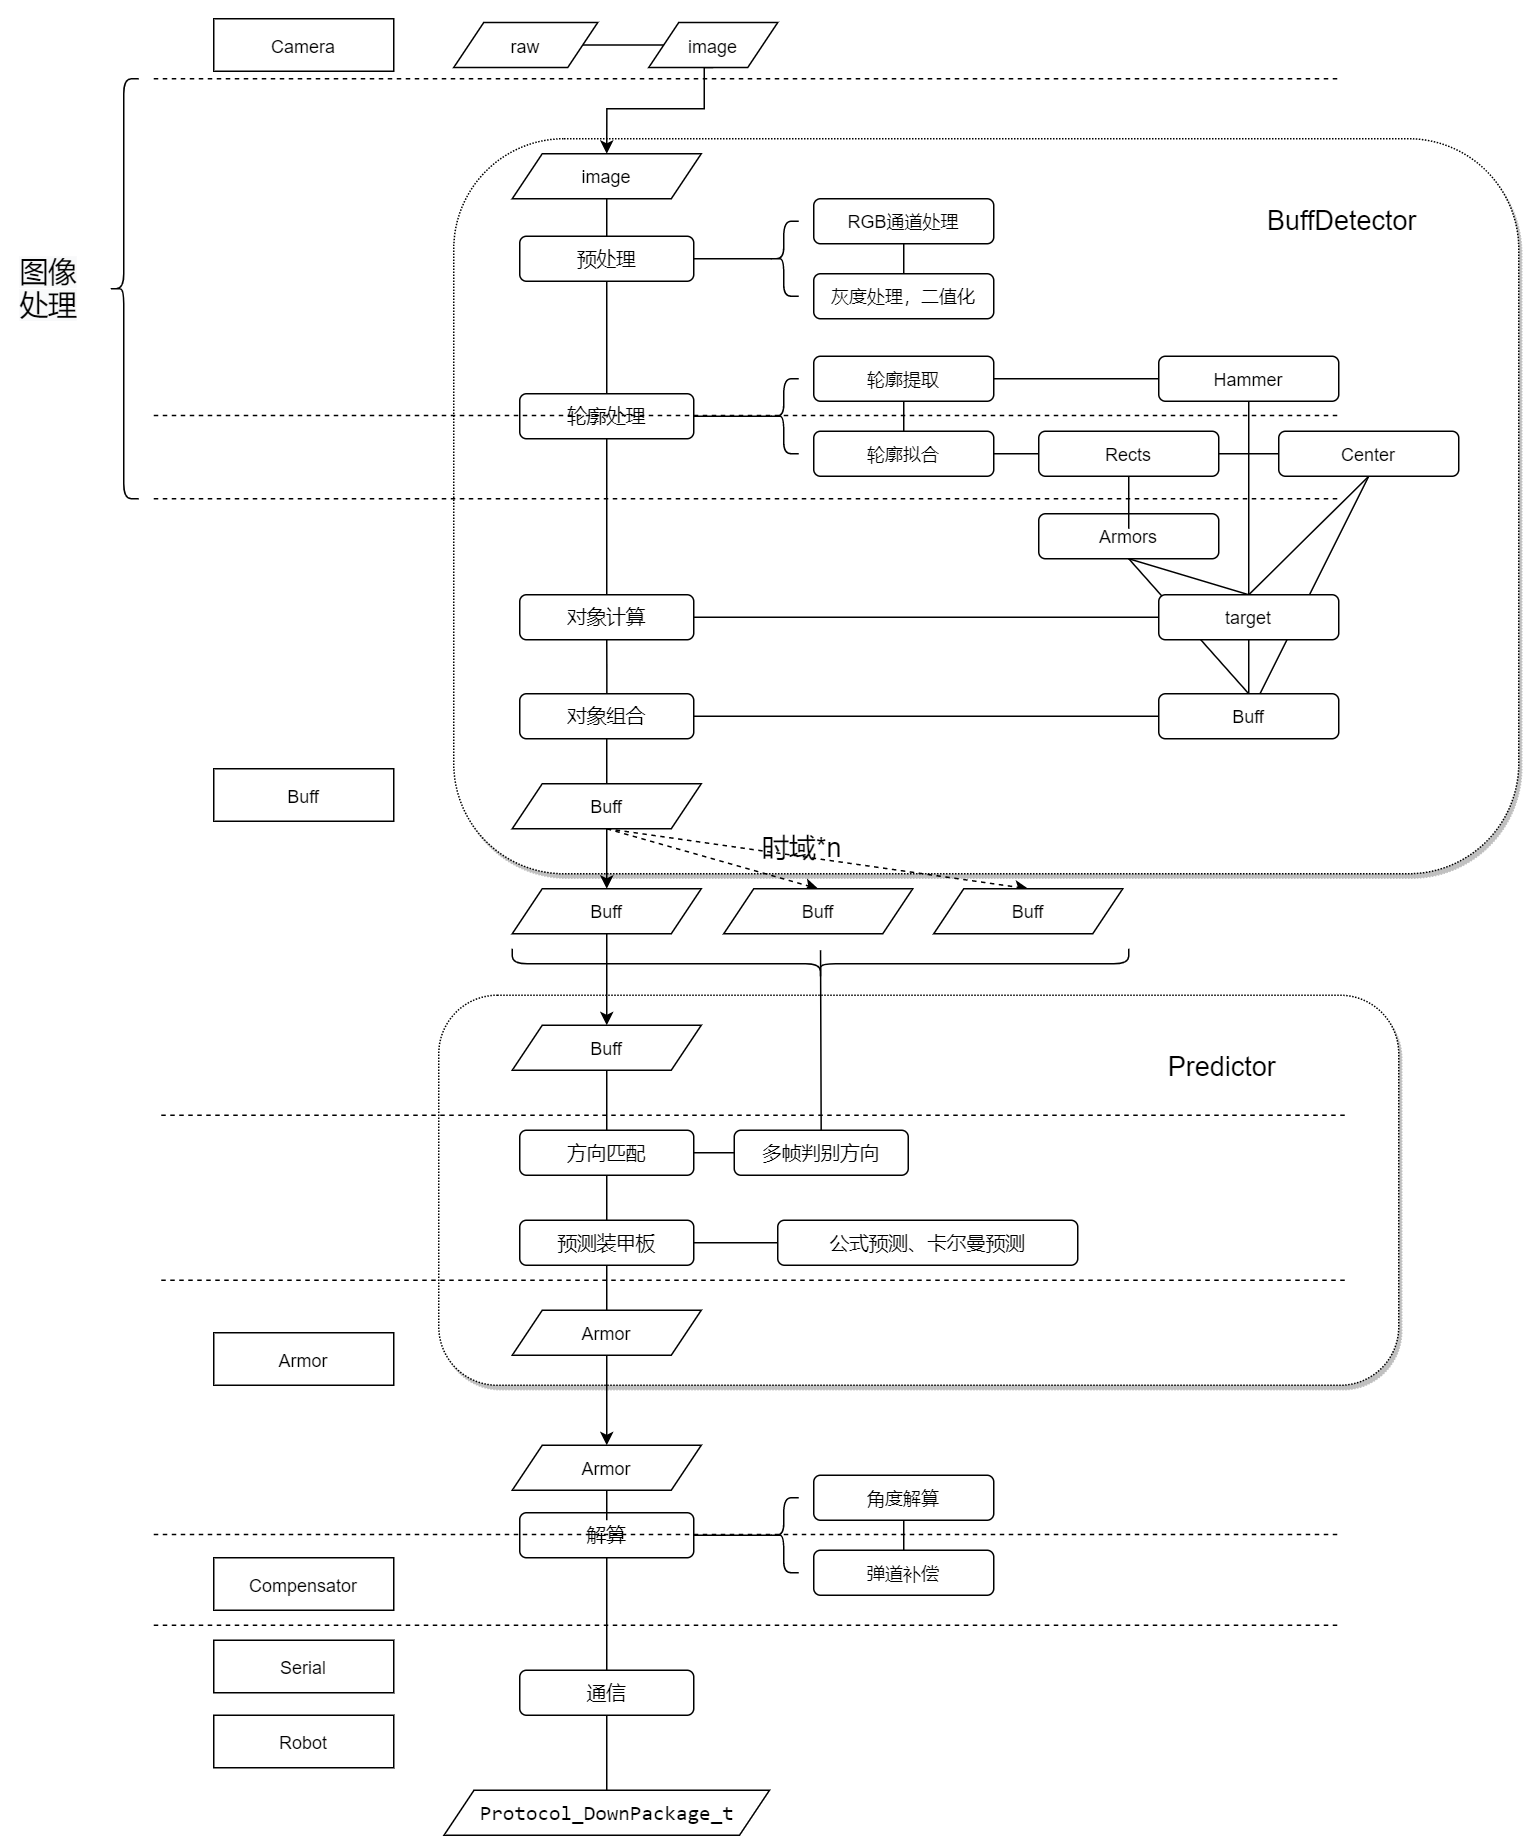 Camera
raw
image
image
BuffDetector
RGB通道处理
预处理
图像
处理
灰度处理，二值化
轮廓提取
Hammer
轮廓处理
轮廓拟合
Rects
Center
Armors
对象计算
target
对象组合
Buff
Buff
Buff
时域*n
Buff
Buff
Buff
Buff
Predictor
方向匹配
多帧判别方向
预测装甲板
公式预测、卡尔曼预测
Armor
Armor
Armor
角度解算
解算
弹道补偿
Compensator
Serial
通信
Robot
Protocol_DownPackage_t